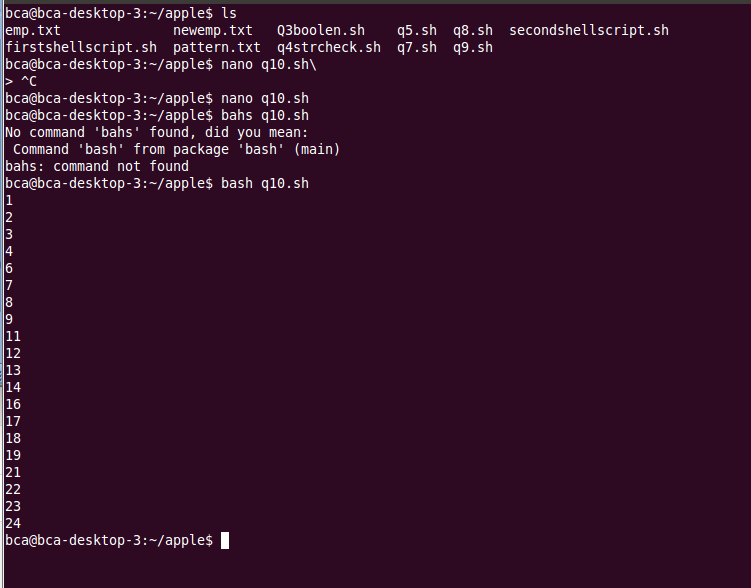 bca@bca-desktop-3:~/apple$ ls
emp.txt newemp.txt Q3boolen.sh q5.sh q8.sh secondshellscript.sh
firstshellscript.sh pattern.txt q4strcheck.sh q7.sh q9.sh
bca@bca-desktop-3:~/apple$ nano q10.sh\
> ^C
bca@bca-desktop-3:~/apple$ nano q10.sh
bca@bca-desktop-3:~/apple$ bahs q10.sh
No command 'bahs' found, did you mean:
 Command 'bash' from package 'bash' (main)
bahs: command not found
bca@bca-desktop-3:~/apple$ bash q10.sh
1
2
3
4
6
7
8
9
11
12
13
14
16
17
18
19
21
22
23
24
bca@bca-desktop-3:~/apple$